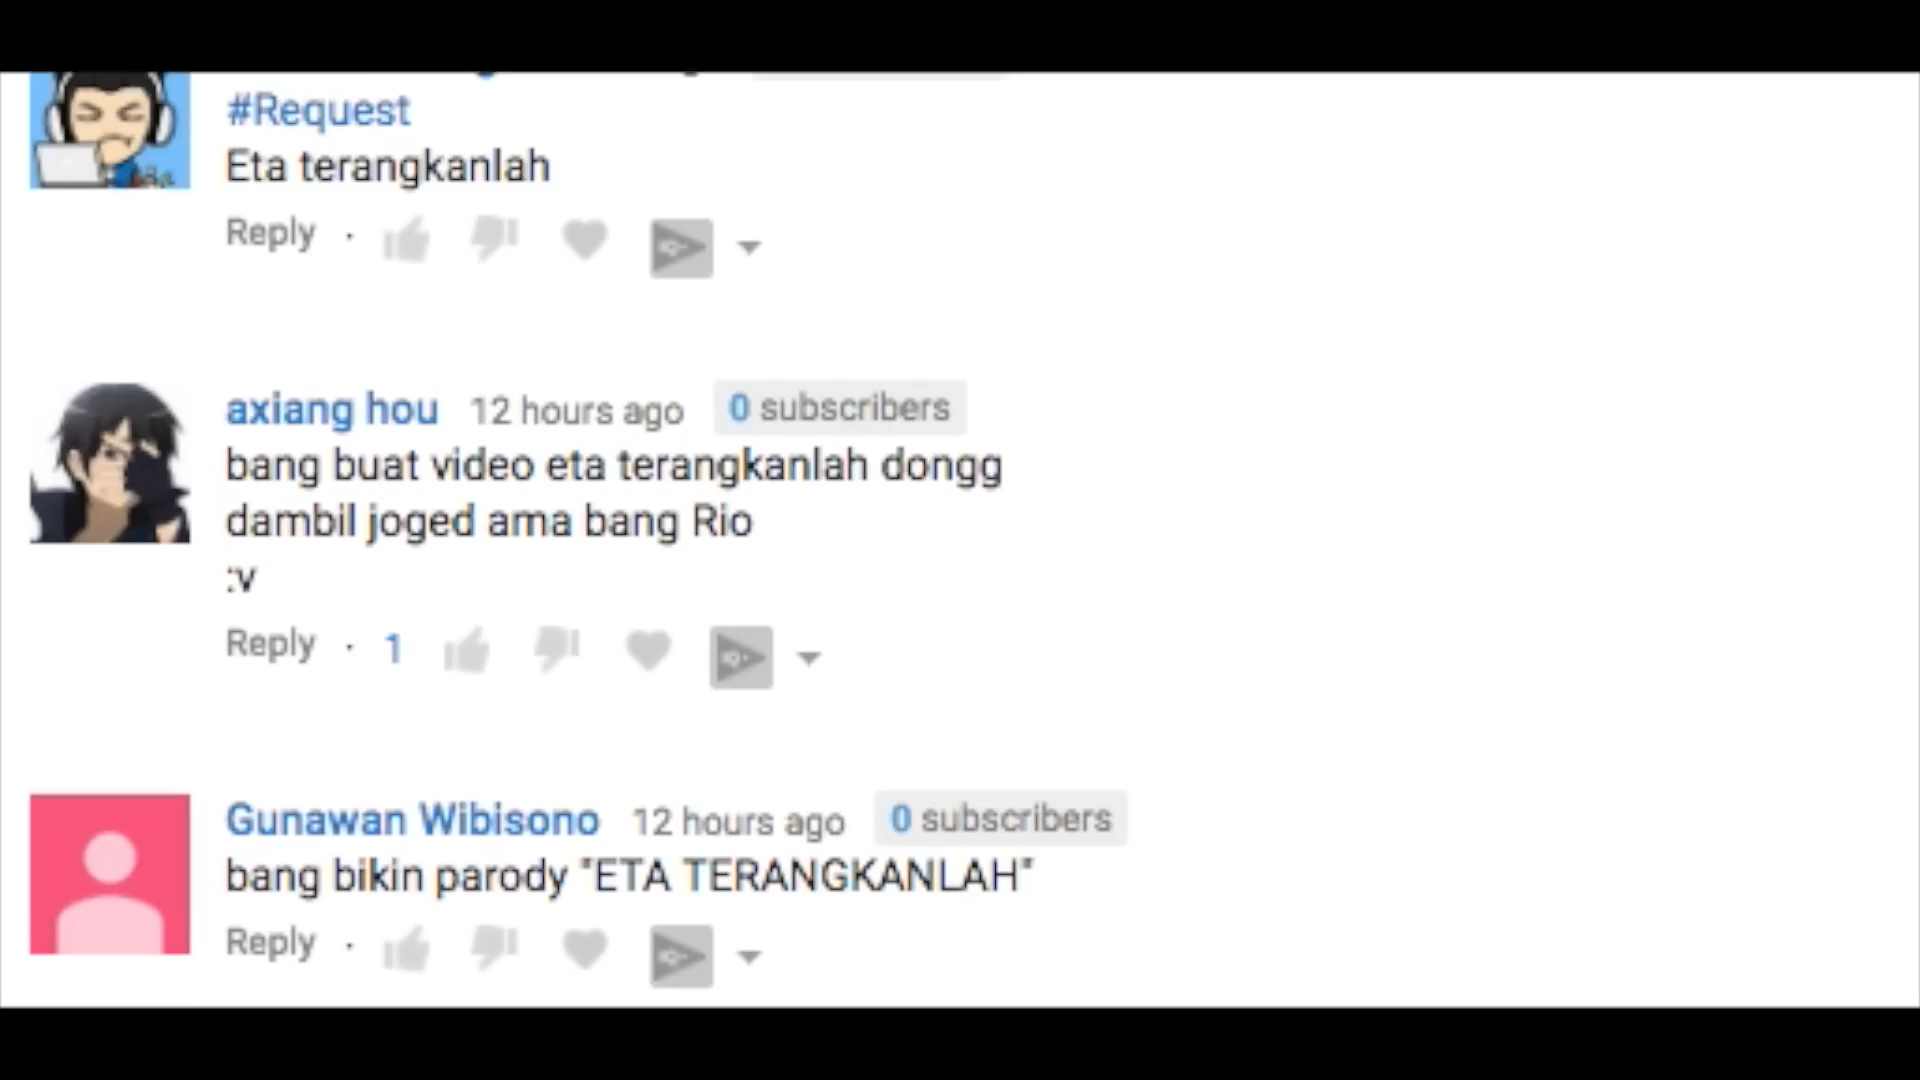 #Request
Eta terangkanlah
Reply ·
axiang hou 12 hours ago 0 subscribers
bang buat video eta terangkanlah dongg
dambil joged ama bang Rio
:v
Reply · 1
Gunawan Wibisono 12 hours ago 0 subscribers
bang bikin parody "ETA TERANGKANLAH"
Reply ·